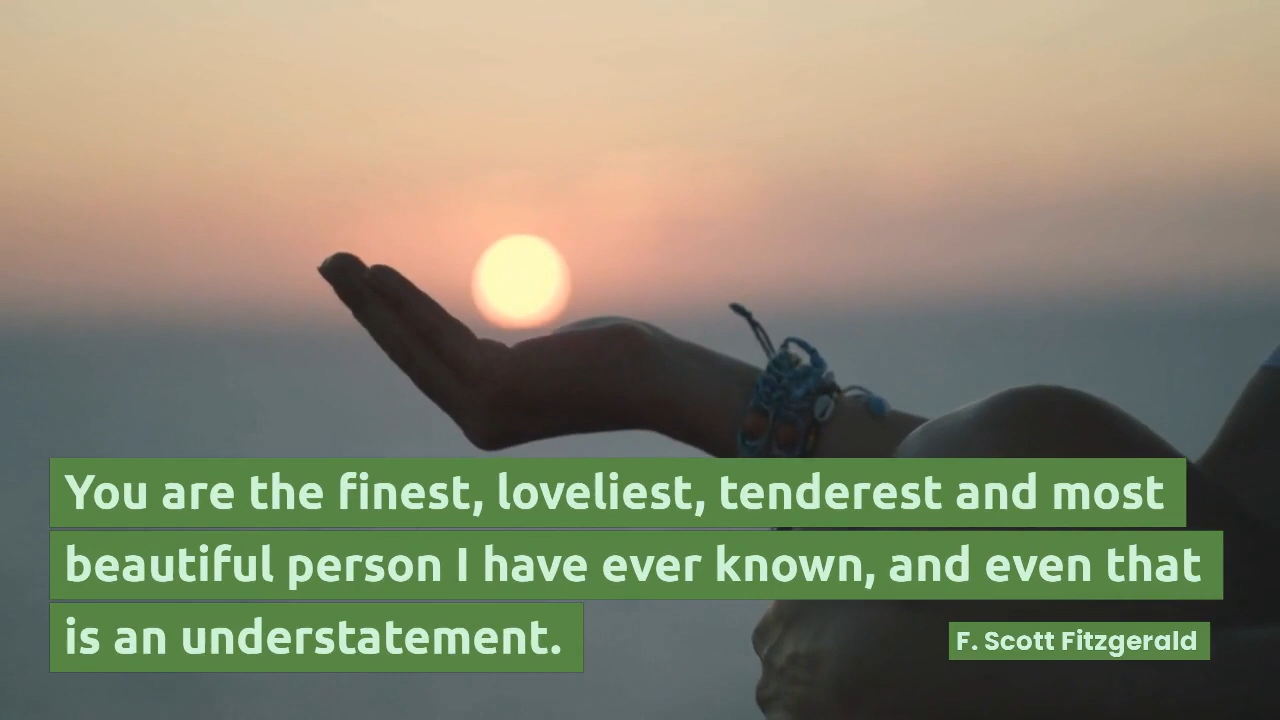 You are the finest, loveliest, tenderest and most
beautiful person I have ever known, and even that
is an understatement.
F. Scott Fitzgerald